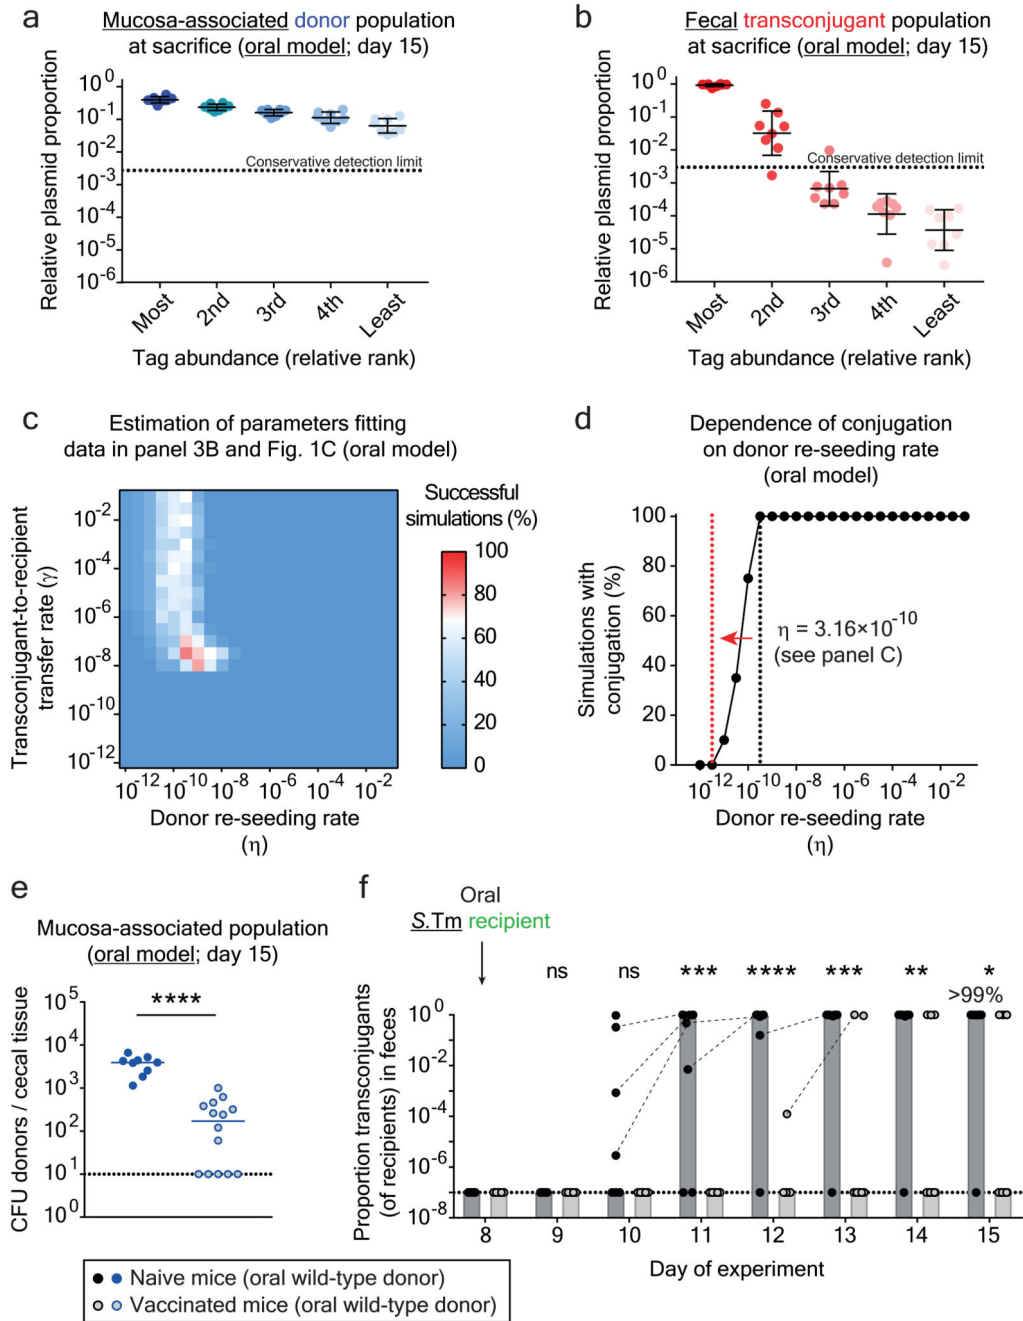 a
Mucosa-associated donor population
at sacrifice (oral model; day 15)
Relative plasmid proportion
10^0
10^-1
10^-2
10^-3
10^-4
10^-5
10^-6
Conservative detection limit
Most
2nd
3rd
4th
Least
Tag abundance (relative rank)
b
Fecal transconjugant population
at sacrifice (oral model; day 15)
Relative plasmid proportion
10^0
10^-1
10^-2
10^-3
10^-4
10^-5
10^-6
Conservative detection limit
Most
2nd
3rd
4th
Least
Tag abundance (relative rank)
c
Estimation of parameters fitting
data in panel 3B and Fig. 1C (oral model)
Transconjugant-to-recipient
transfer rate (γ)
10^-2
10^-4
10^-6
10^-8
10^-10
10^-12
10^-12
10^-10
10^-8
10^-6
10^-4
10^-2
Donor re-seeding rate
(η)
Successful
simulations (%)
100
80
60
40
20
0
d
Dependence of conjugation
on donor re-seeding rate
(oral model)
Simulations with
conjugation (%)
100
80
60
40
20
0
η = 3.16×10^-10
(see panel C)
10^-12
10^-10
10^-8
10^-6
10^-4
10^-2
Donor re-seeding rate
(η)
e
Mucosa-associated population
(oral model; day 15)
CFU donors / cecal tissue
10^5
10^4
10^3
10^2
10^1
10^0
****
f
Oral
S.Tm recipient
Proportion transconjugants
(of recipients) in feces
10^0
10^-2
10^-4
10^-6
10^-8
ns
ns
***
****
***
**
*
>99%
8
9
10
11
12
13
14
15
Day of experiment
Naive mice (oral wild-type donor)
Vaccinated mice (oral wild-type donor)